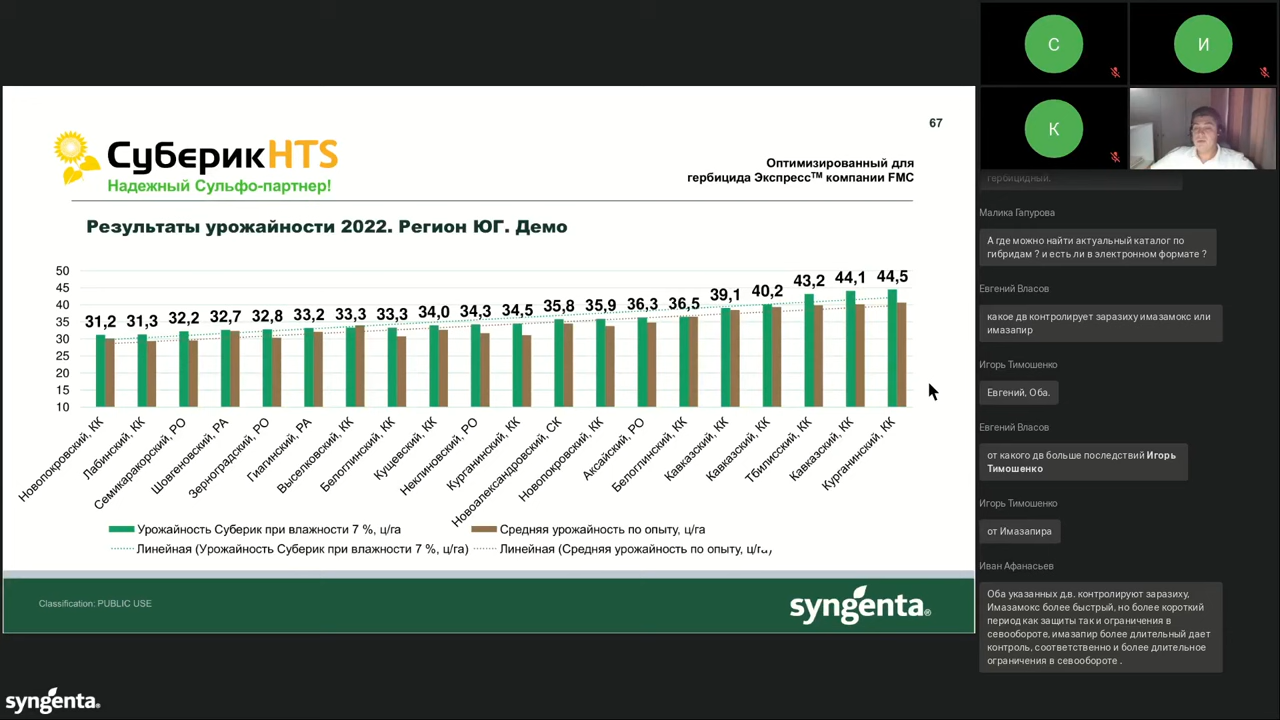 67
СуберикHTS
Надежный Сульфо-партнер!
Оптимизированный для
гербицида Экспресс™ компании FMC
Результаты урожайности 2022. Регион ЮГ. Демо
50
45
40
35
30
25
20
15
10
31,2 31,3 32,2 32,7 32,8 33,2 33,3 33,3 34,0 34,3 34,5 35,8 35,9 36,3 36,5 39,1 40,2 43,2 44,1 44,5
Новопокровский, КК
Лабинский, КК
Семикаракорский, РО
Шовгеновский, РА
Зерноградский, РО
Гиагинский, РА
Выселковский, КК
Белоглинский, КК
Кущевский, КК
Неклиновский, РО
Курганинский, КК
Новоалександровский, СК
Новопокровский, КК
Аксайский, РО
Белоглинский, КК
Кавказский, КК
Кавказский, КК
Тбилисский, КК
Кавказский, КК
Курганинский, КК
Урожайность Суберик при влажности 7 %, ц/га
Средняя урожайность по опыту, ц/га
Линейная (Урожайность Суберик при влажности 7 %, ц/га)
Линейная (Средняя урожайность по опыту, ц/га)
Classification: PUBLIC USE
syngenta®
syngenta.
С
И
К
гербицидный.
Малика Гапурова
А где можно найти актуальный каталог по
гибридам ? и есть ли в электронном формате ?
Евгений Власов
какое дв контролирует заразиху имазамокс или
имазапир
Игорь Тимошенко
Евгений, Оба.
Евгений Власов
от какого дв больше последствий Игорь
Тимошенко
Игорь Тимошенко
от Имазапира
Иван Афанасьев
Оба указанных д.в. контролируют заразиху,
Имазамокс более быстрый, но более короткий
период как защиты так и ограничения в
севообороте, имазапир более длительный дает
контроль, соответственно и более длительное
ограничения в севообороте .